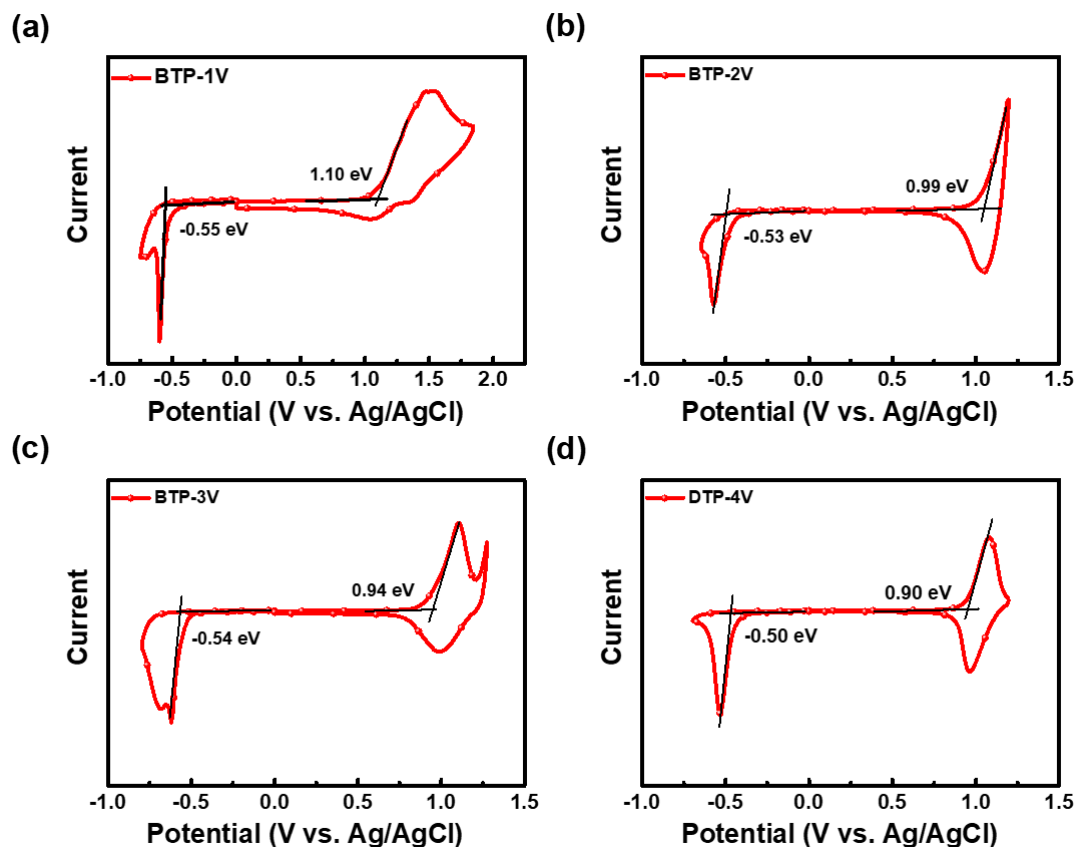 (a)
BTP-1V
1.10 eV
-0.55 eV
Current
-1.0 -0.5 0.0 0.5 1.0 1.5 2.0
Potential (V vs. Ag/AgCl)
(b)
BTP-2V
0.99 eV
-0.53 eV
Current
-1.0 -0.5 0.0 0.5 1.0 1.5
Potential (V vs. Ag/AgCl)
(c)
BTP-3V
0.94 eV
-0.54 eV
Current
-1.0 -0.5 0.0 0.5 1.0 1.5
Potential (V vs. Ag/AgCl)
(d)
DTP-4V
0.90 eV
-0.50 eV
Current
-1.0 -0.5 0.0 0.5 1.0 1.5
Potential (V vs. Ag/AgCl)